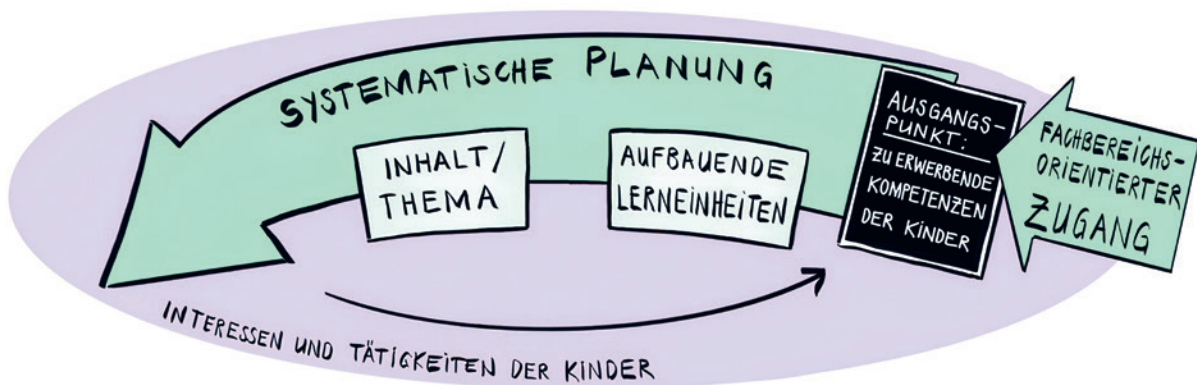 SYSTEMATISCHE PLANUNG
INHALT/
THEMA
AUFBAUENDE
LERNEINHEITEN
AUSGANGS-
PUNKT:
ZU ERWERBENDE
KOMPETENZEN
DER KINDER
FACHBEREICHS-
ORIENTIERTER
ZUGANG
INTERESSEN UND TÄTIGKEITEN DER KINDER